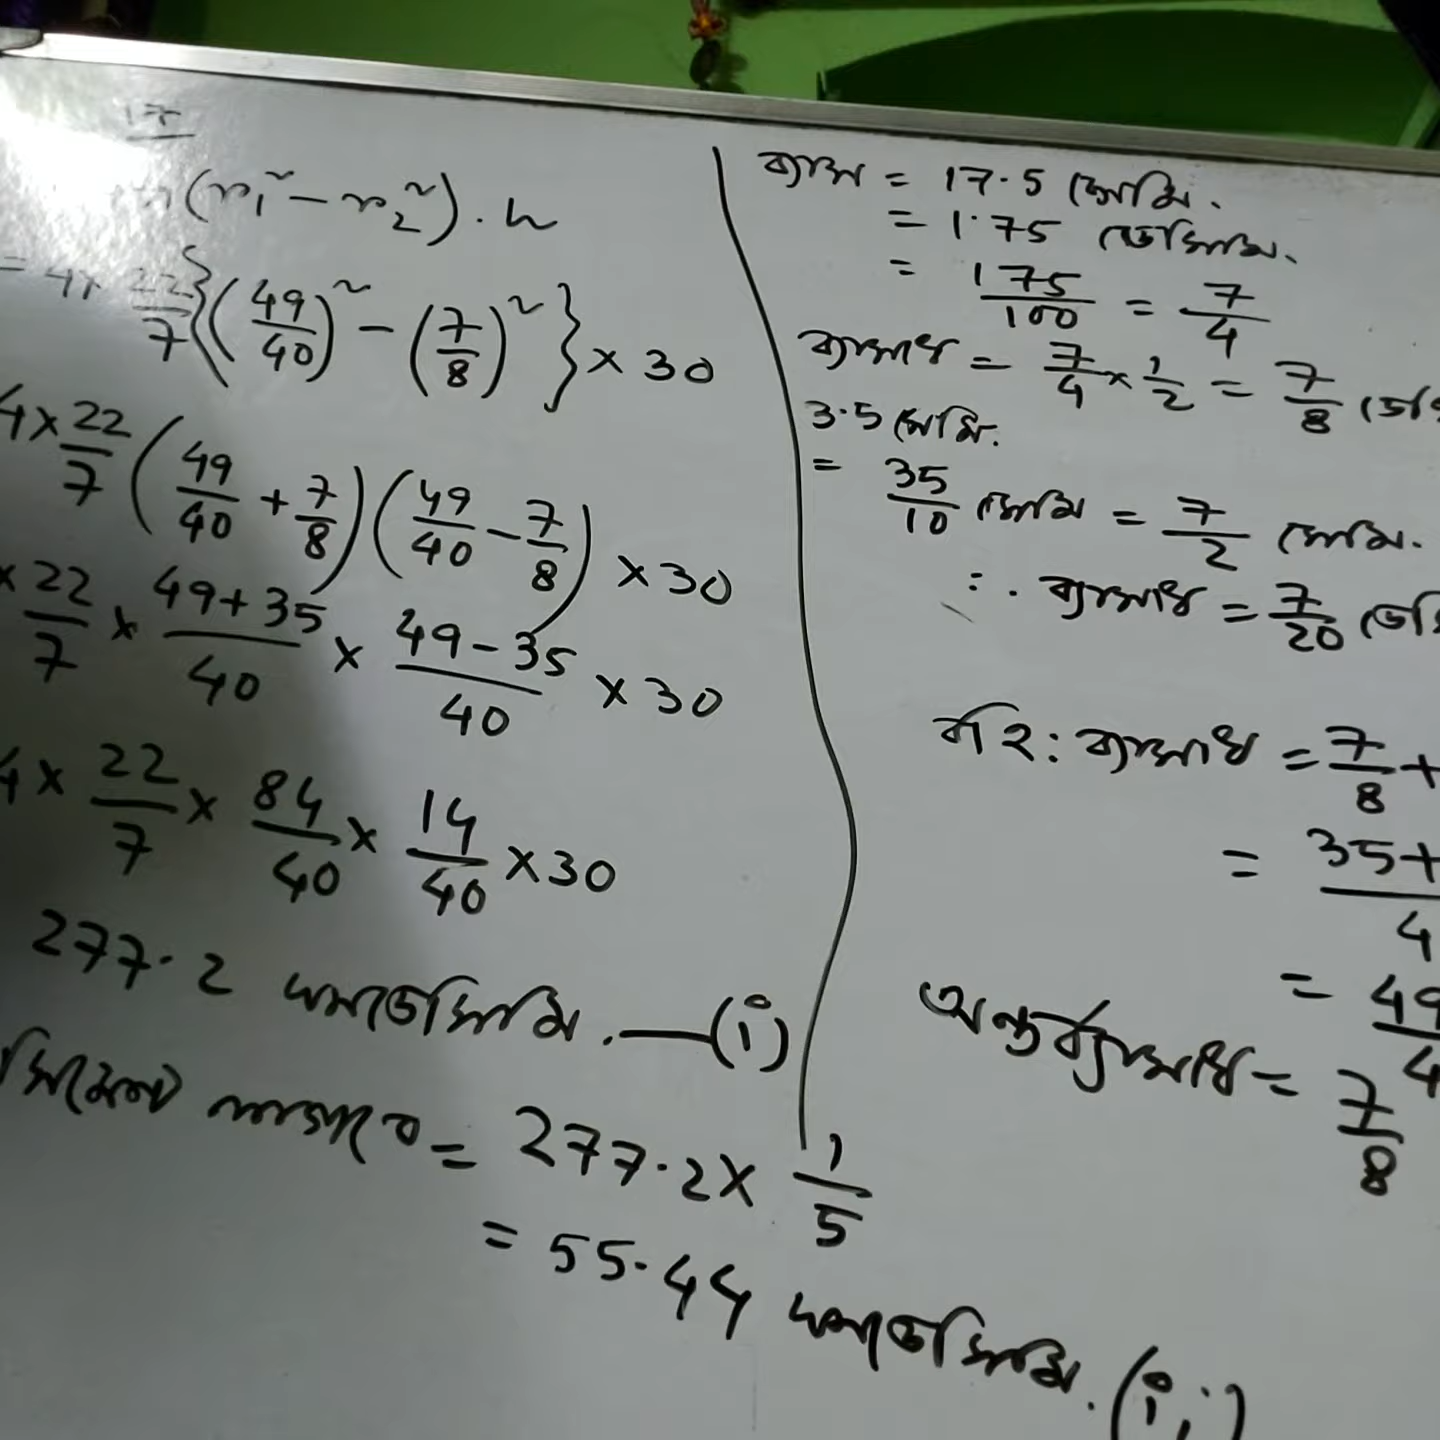 (r₁² − r₂²).h
= 4 × 22/7 {(49/40)² − (7/8)²} × 30
4 × 22/7 (49/40 + 7/8)(49/40 − 7/8) × 30
× 22/7 × 49+35/40 × 49−35/40 × 30
4 × 22/7 × 84/40 × 14/40 × 30
277.2 ঘনডেসিমি. —(i)
সিমেন্ট লাগবে = 277.2 × 1/5
= 55.44 ঘনডেসিমি. (ii)
ব্যাস = 17.5 সেমি.
= 1.75 ডেসিমি.
= 175/100 = 7/4
ব্যাসার্ধ = 7/4 × 1/2 = 7/8
3.5 সেমি.
= 35/10 সেমি = 7/2 সেমি.
∴ ব্যাসার্ধ = 7/20
বহিঃ ব্যাসার্ধ = 7/8 +
= 35+/4
= 49/4
অন্তর্ব্যাসার্ধ = 7/8